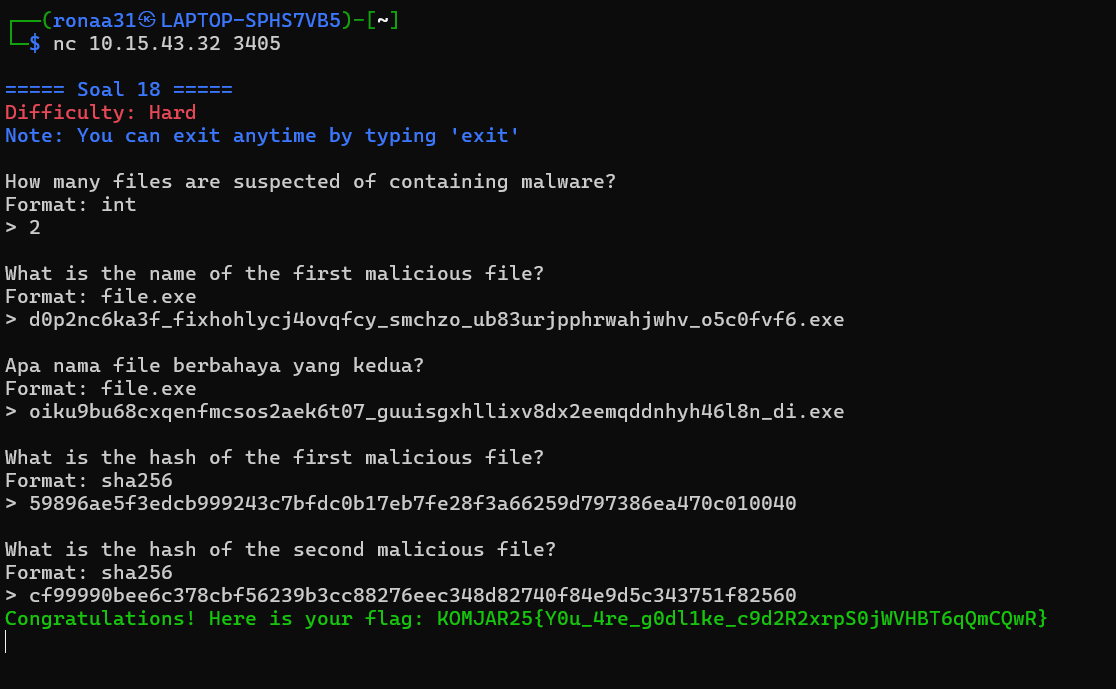 ┌──(ronaa31㉿LAPTOP-SPHS7VB5)-[~]
└─$ nc 10.15.43.32 3405
===== Soal 18 =====
Difficulty: Hard
Note: You can exit anytime by typing 'exit'
How many files are suspected of containing malware?
Format: int
> 2
What is the name of the first malicious file?
Format: file.exe
> d0p2nc6ka3f_fixhohlycj4ovqfcy_smchzo_ub83urjpphrwahjwhv_o5c0fvf6.exe
Apa nama file berbahaya yang kedua?
Format: file.exe
> oiku9bu68cxqenfmcsos2aek6t07_guuisgxhllixv8dx2eemqddnhyh46l8n_di.exe
What is the hash of the first malicious file?
Format: sha256
> 59896ae5f3edcb999243c7bfdc0b17eb7fe28f3a66259d797386ea470c010040
What is the hash of the second malicious file?
Format: sha256
> cf99990bee6c378cbf56239b3cc88276eec348d82740f84e9d5c343751f82560
Congratulations! Here is your flag: KOMJAR25{Y0u_4re_g0dl1ke_c9d2R2xrpS0jWVHBT6qQmCQwR}